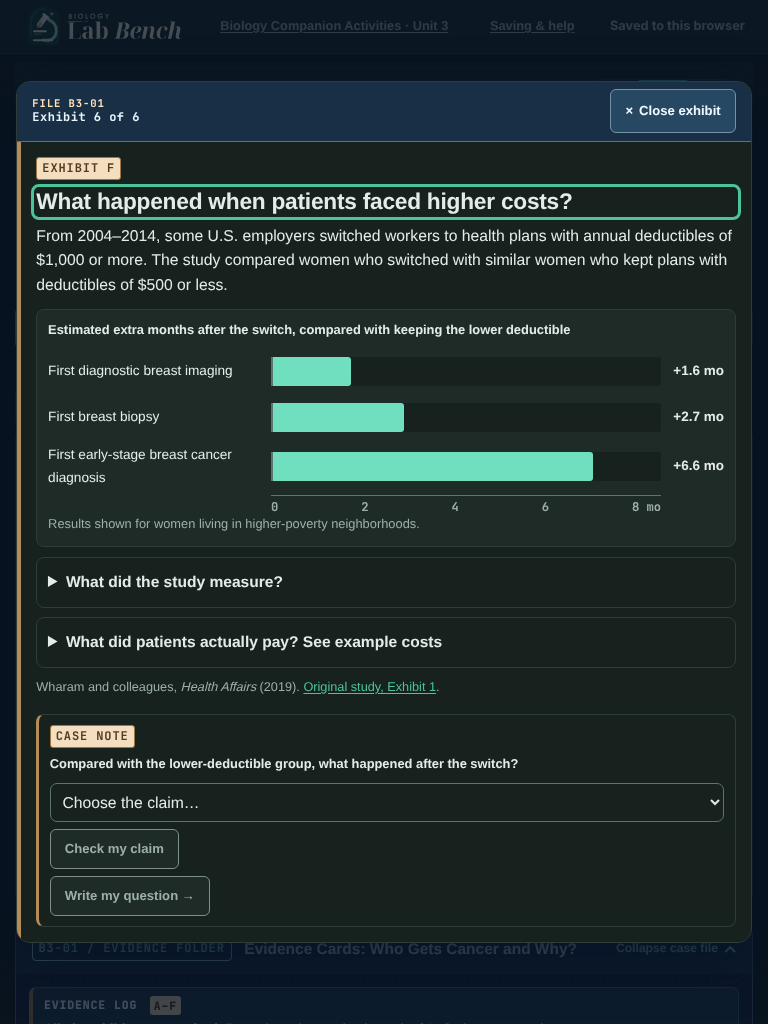 BIOLOGY
Lab Bench
Biology Companion Activities · Unit 3
Saving & help
Saved to this browser
FILE B3-01
Exhibit 6 of 6
× Close exhibit
EXHIBIT F
What happened when patients faced higher costs?
From 2004–2014, some U.S. employers switched workers to health plans with annual deductibles of
$1,000 or more. The study compared women who switched with similar women who kept plans with
deductibles of $500 or less.
Estimated extra months after the switch, compared with keeping the lower deductible
First diagnostic breast imaging
+1.6 mo
First breast biopsy
+2.7 mo
First early-stage breast cancer
diagnosis
+6.6 mo
0 2 4 6 8 mo
Results shown for women living in higher-poverty neighborhoods.
▶ What did the study measure?
▶ What did patients actually pay? See example costs
Wharam and colleagues, Health Affairs (2019). Original study, Exhibit 1.
CASE NOTE
Compared with the lower-deductible group, what happened after the switch?
Choose the claim…
Check my claim
Write my question →
B3-01 / EVIDENCE FOLDER
Evidence Cards: Who Gets Cancer and Why?
Collapse case file
EVIDENCE LOG A–F